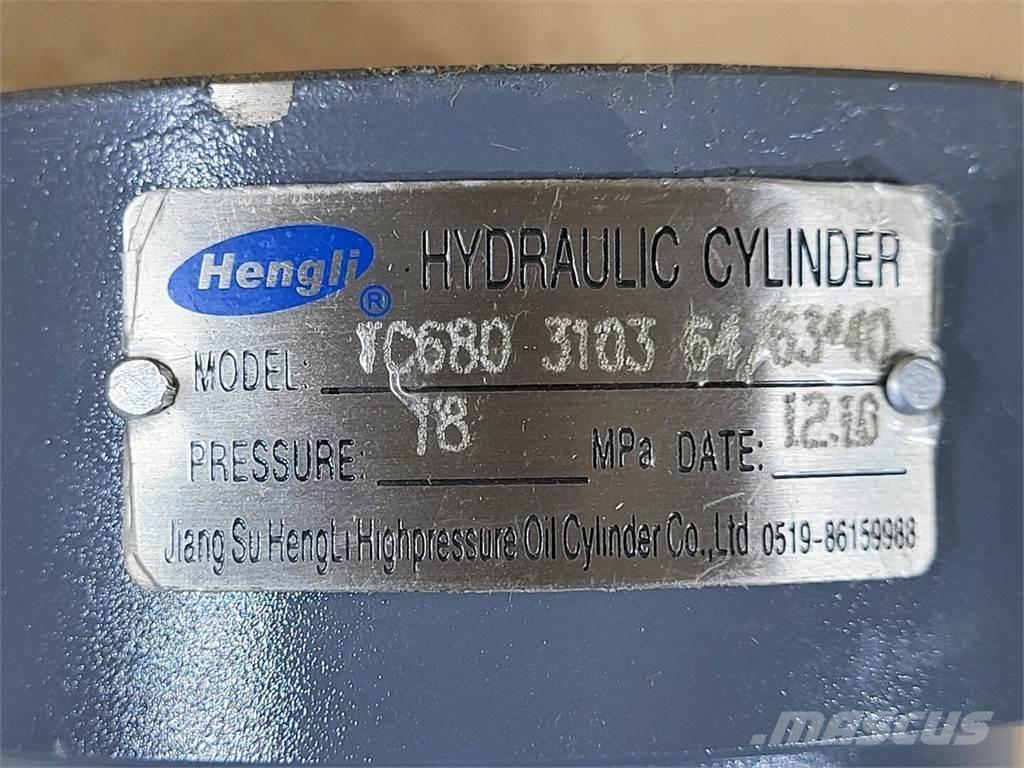 Hengli ® HYDRAULIC CYLINDER
MODEL: TC680 3103 64/63*40
PRESSURE: 18 MPa DATE: 12.10
Jiang Su HengLi Highpressure Oil Cylinder Co.,Ltd 0519-86159988
mascus